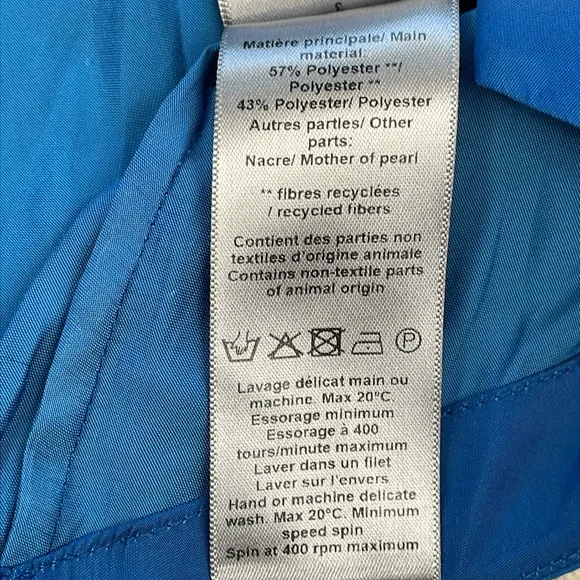 S
Matière principale/ Main
material:
57% Polyester **/
Polyester **
43% Polyester/ Polyester
Autres parties/ Other
parts:
Nacre/ Mother of pearl
** fibres recyclées
/ recycled fibers
Contient des parties non
textiles d'origine animale
Contains non-textile parts
of animal origin
P
Lavage délicat main ou
machine. Max 20°C.
Essorage minimum
Essorage à 400
tours/minute maximum
Laver dans un filet
Laver sur l'envers
Hand or machine delicate
wash. Max 20°C. Minimum
speed spin
Spin at 400 rpm maximum